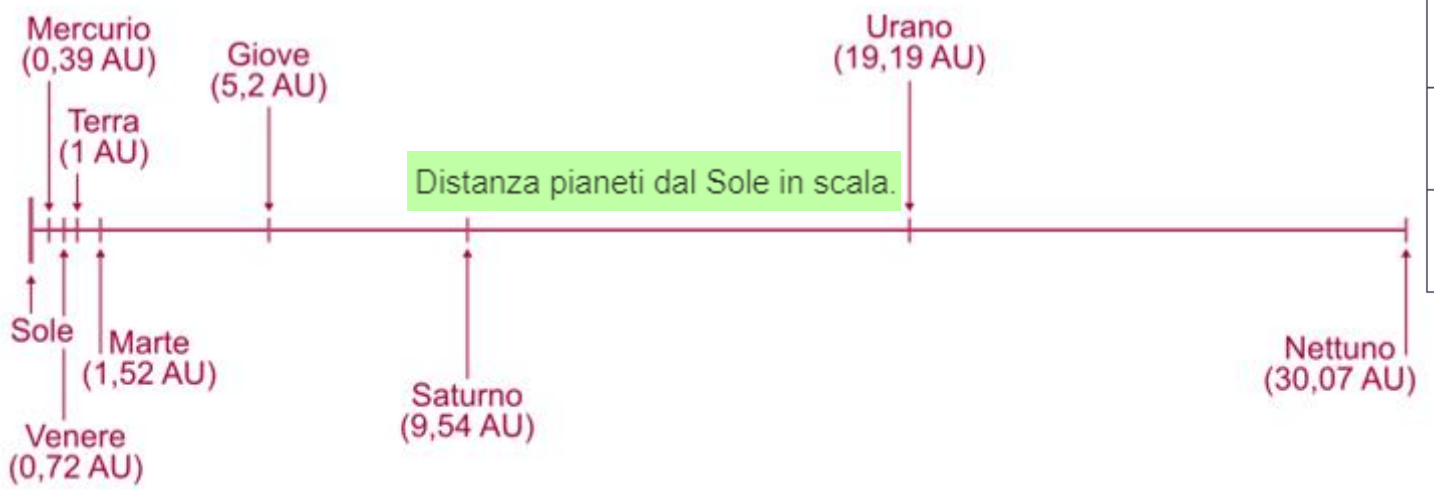 Mercurio
(0,39 AU)
Terra
(1 AU)
Giove
(5,2 AU)
Urano
(19,19 AU)
Distanza pianeti dal Sole in scala.
Sole
Venere
(0,72 AU)
Marte
(1,52 AU)
Saturno
(9,54 AU)
Nettuno
(30,07 AU)